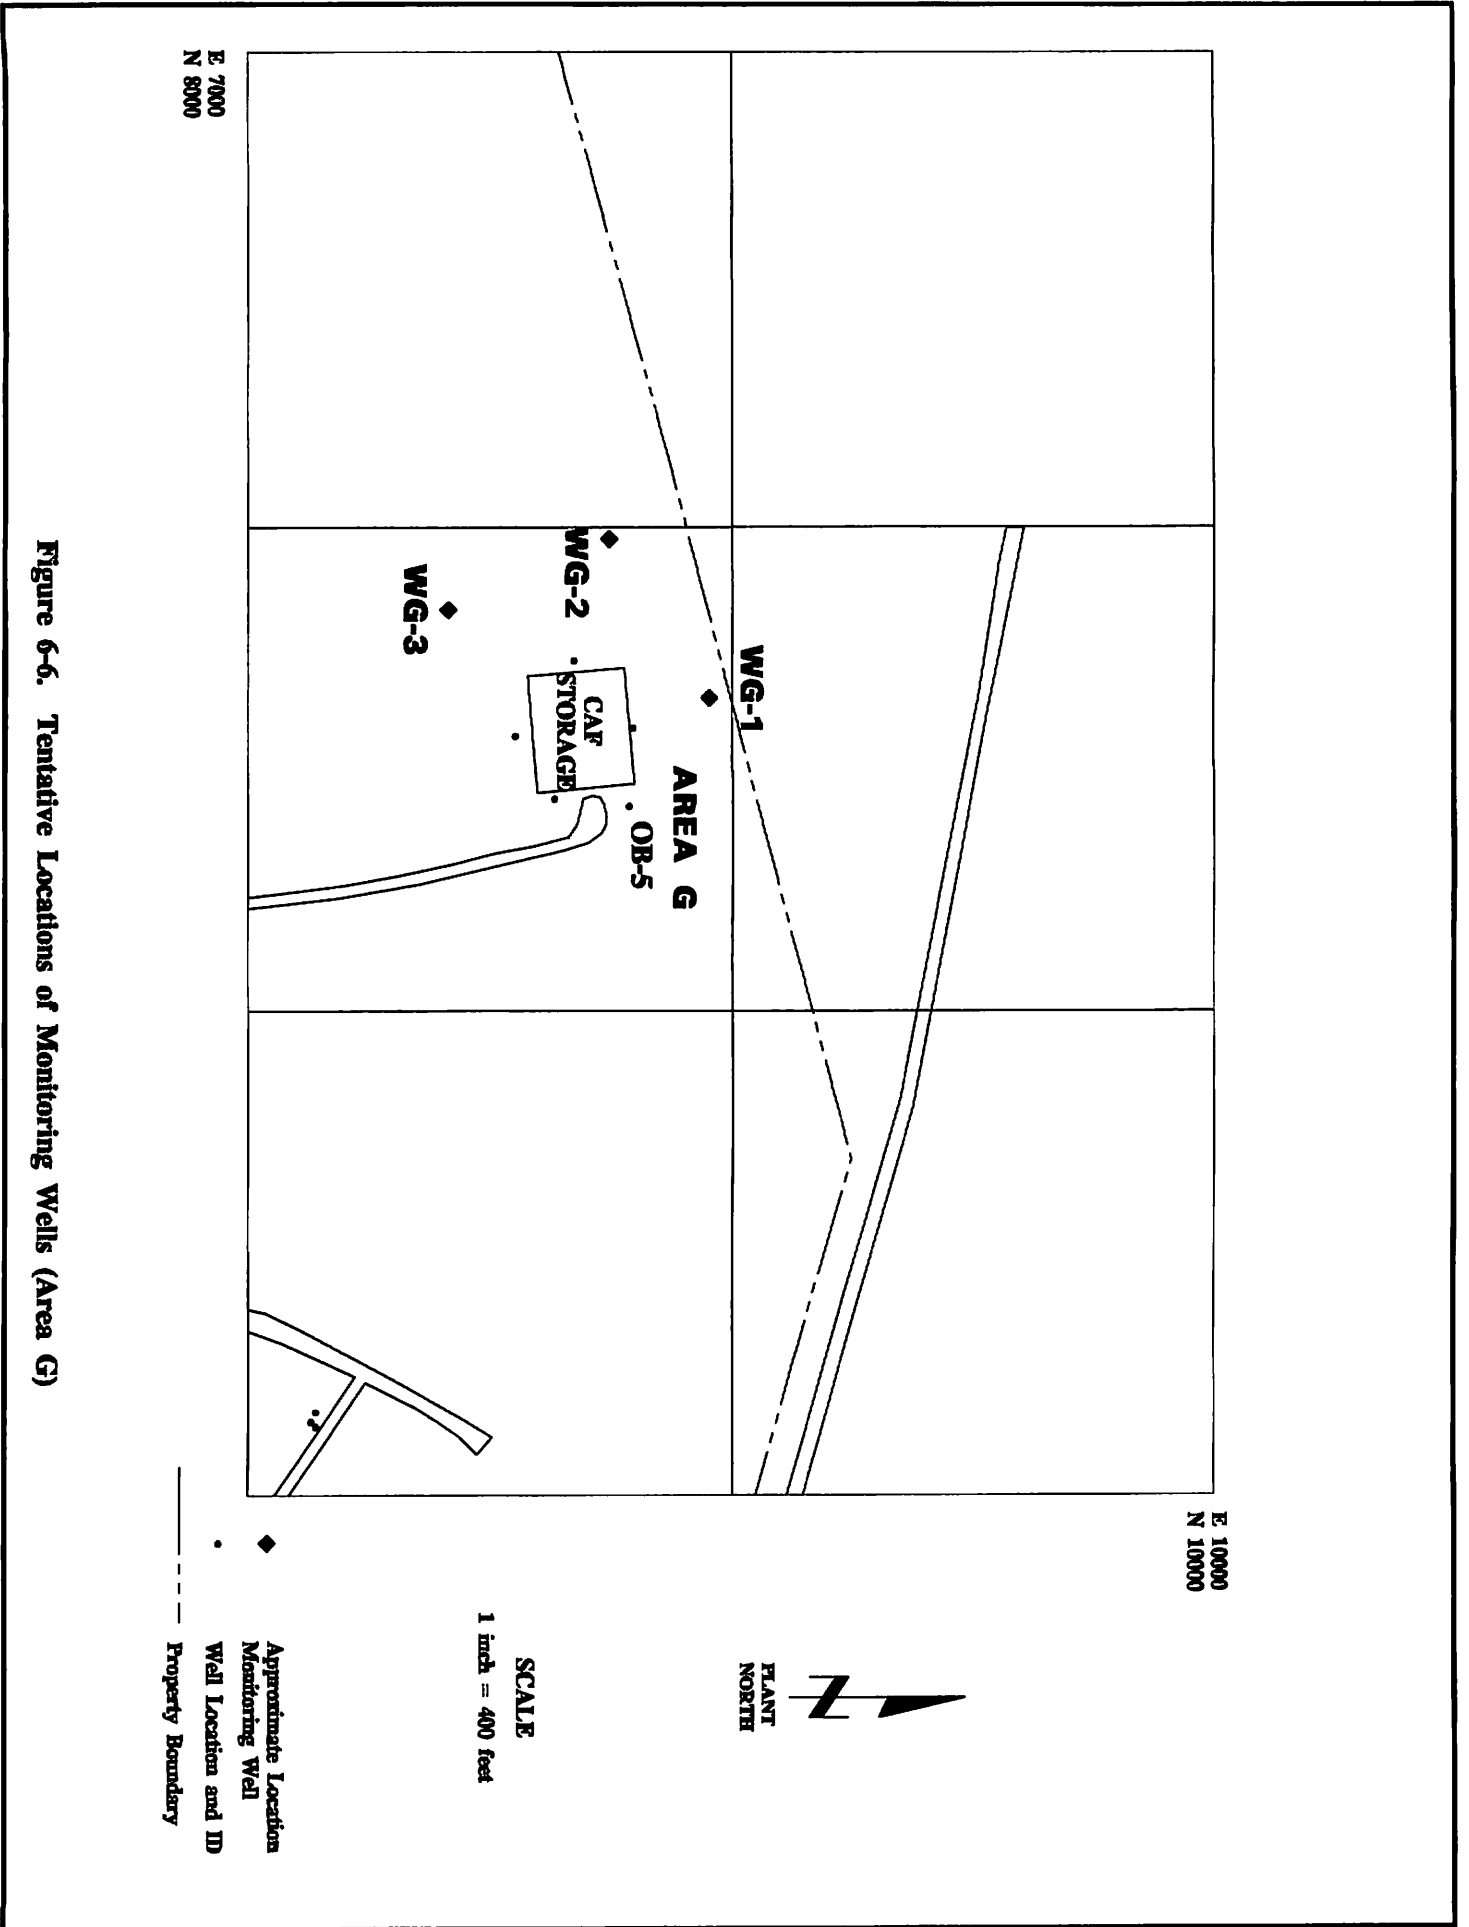 E 10000
N 10000
PLANT
NORTH
N
WG-1
AREA G
OB-5
CAF
STORAGE
WG-2
WG-3
SCALE
1 inch = 400 feet
Approximate Location
Monitoring Well
Well Location and ID
Property Boundary
E 7000
N 8000
Figure 6-6. Tentative Locations of Monitoring Wells (Area G)